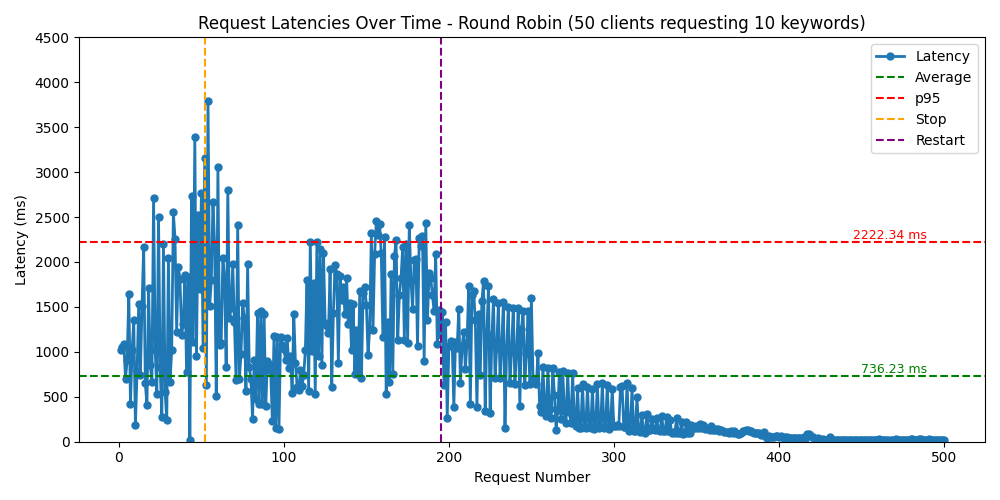 Request Latencies Over Time - Round Robin (50 clients requesting 10 keywords)
4500
4000
3500
3000
2500
2000
1500
1000
500
0
Latency (ms)
Latency
Average
p95
Stop
Restart
2222.34 ms
736.23 ms
0
100
200
300
400
500
Request Number